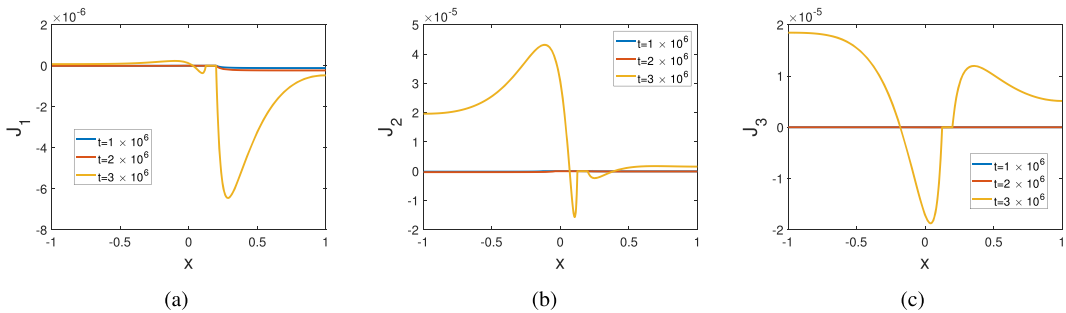 ×10⁻⁶
2
0
-2
-4
-6
-8
J₁
t=1 × 10⁶
t=2 × 10⁶
t=3 × 10⁶
-1 -0.5 0 0.5 1
x
(a)
×10⁻⁵
5
4
3
2
1
0
-1
-2
J₂
t=1 × 10⁶
t=2 × 10⁶
t=3 × 10⁶
-1 -0.5 0 0.5 1
x
(b)
×10⁻⁵
2
1
0
-1
-2
J₃
t=1 × 10⁶
t=2 × 10⁶
t=3 × 10⁶
-1 -0.5 0 0.5 1
x
(c)